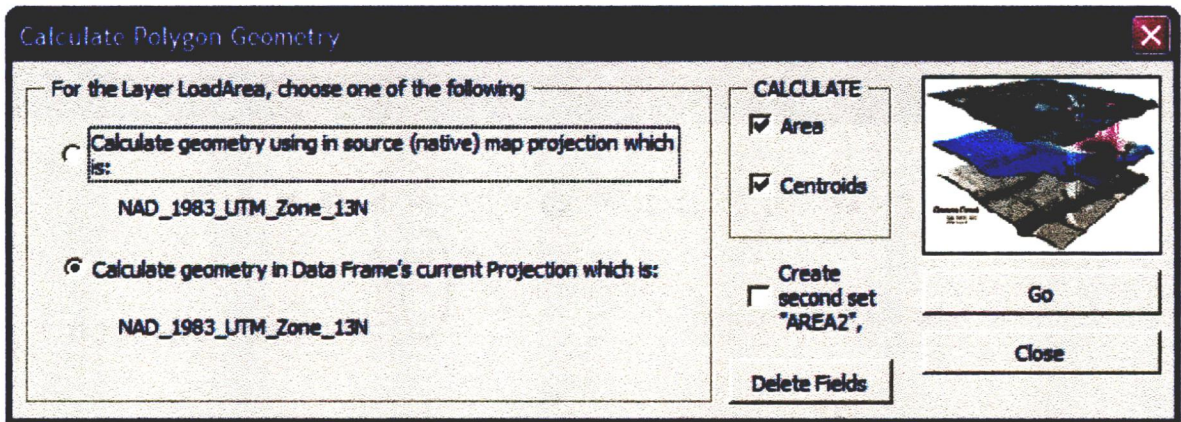 Calculate Polygon Geometry
For the Layer LoadArea, choose one of the following
Calculate geometry using in source (native) map projection which
is:
NAD_1983_UTM_Zone_13N
Calculate geometry in Data Frame's current Projection which is:
NAD_1983_UTM_Zone_13N
CALCULATE
Area
Centroids
Create
second set
"AREA2",
Delete Fields
Go
Close